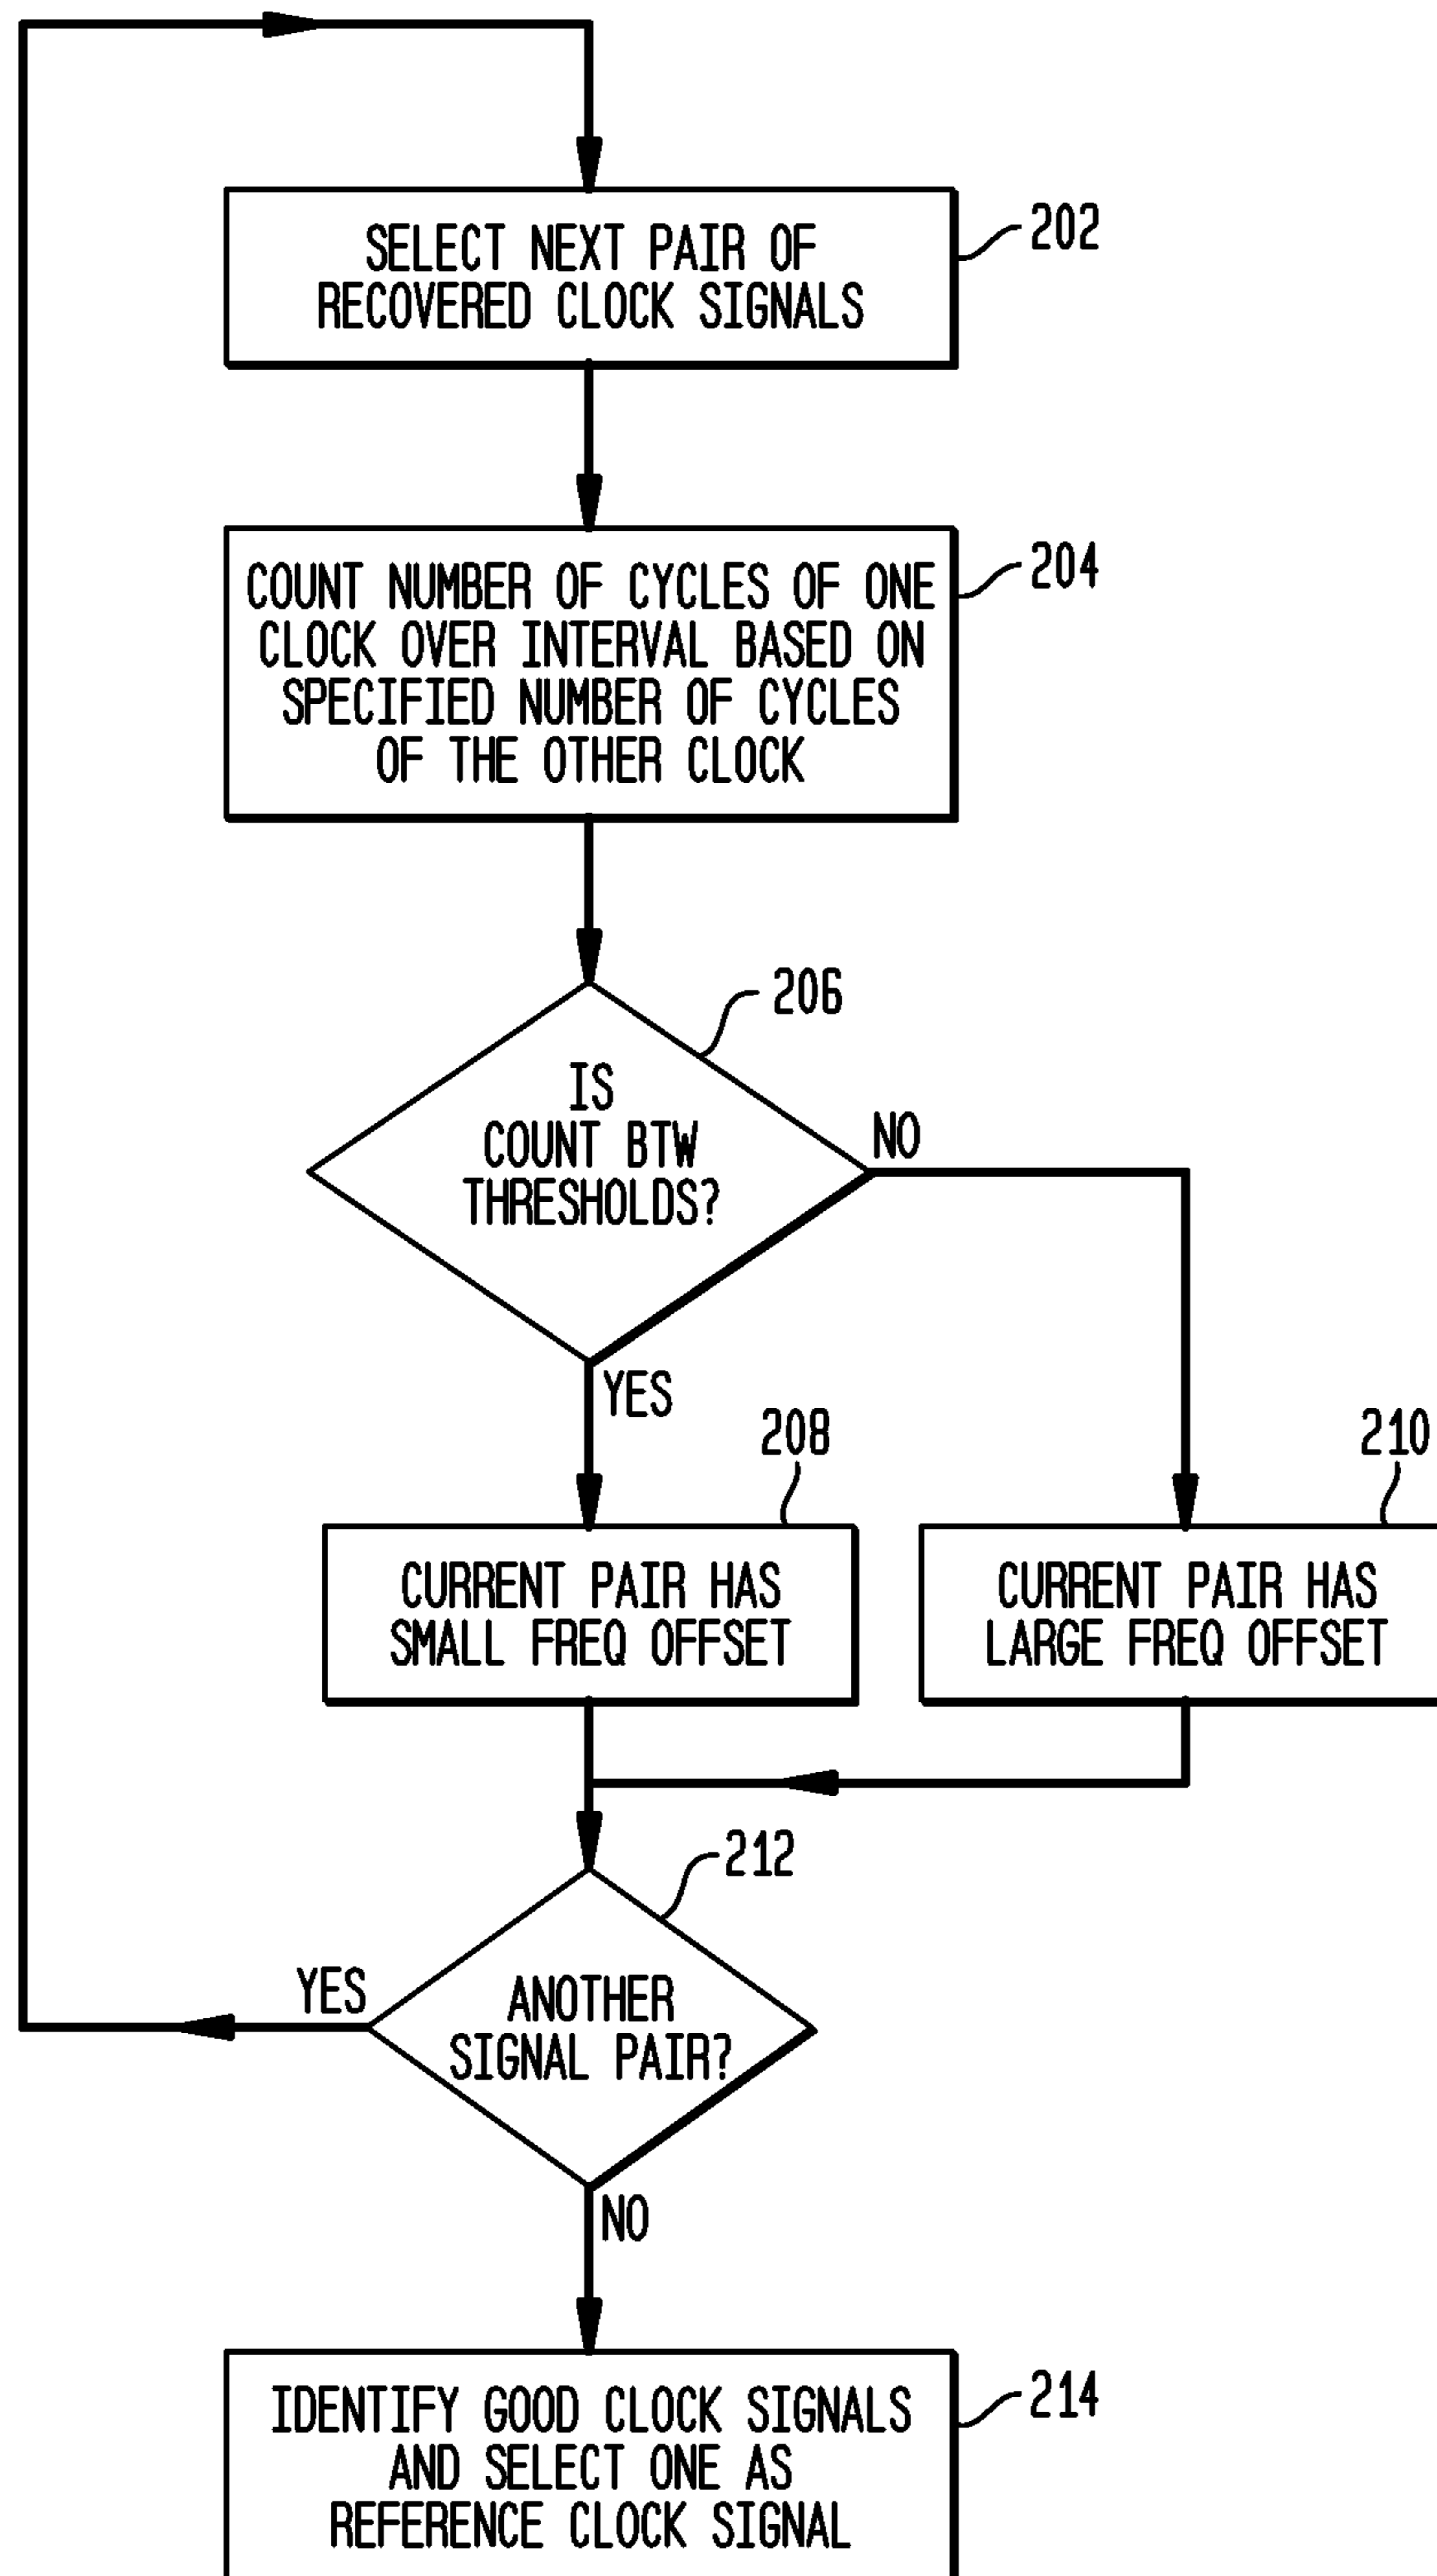 SELECT NEXT PAIR OF
RECOVERED CLOCK SIGNALS
202
COUNT NUMBER OF CYCLES OF ONE
CLOCK OVER INTERVAL BASED ON
SPECIFIED NUMBER OF CYCLES
OF THE OTHER CLOCK
204
206
IS
COUNT BTW
THRESHOLDS?
NO
YES
208
210
CURRENT PAIR HAS
SMALL FREQ OFFSET
CURRENT PAIR HAS
LARGE FREQ OFFSET
212
YES
ANOTHER
SIGNAL PAIR?
NO
IDENTIFY GOOD CLOCK SIGNALS
AND SELECT ONE AS
REFERENCE CLOCK SIGNAL
214